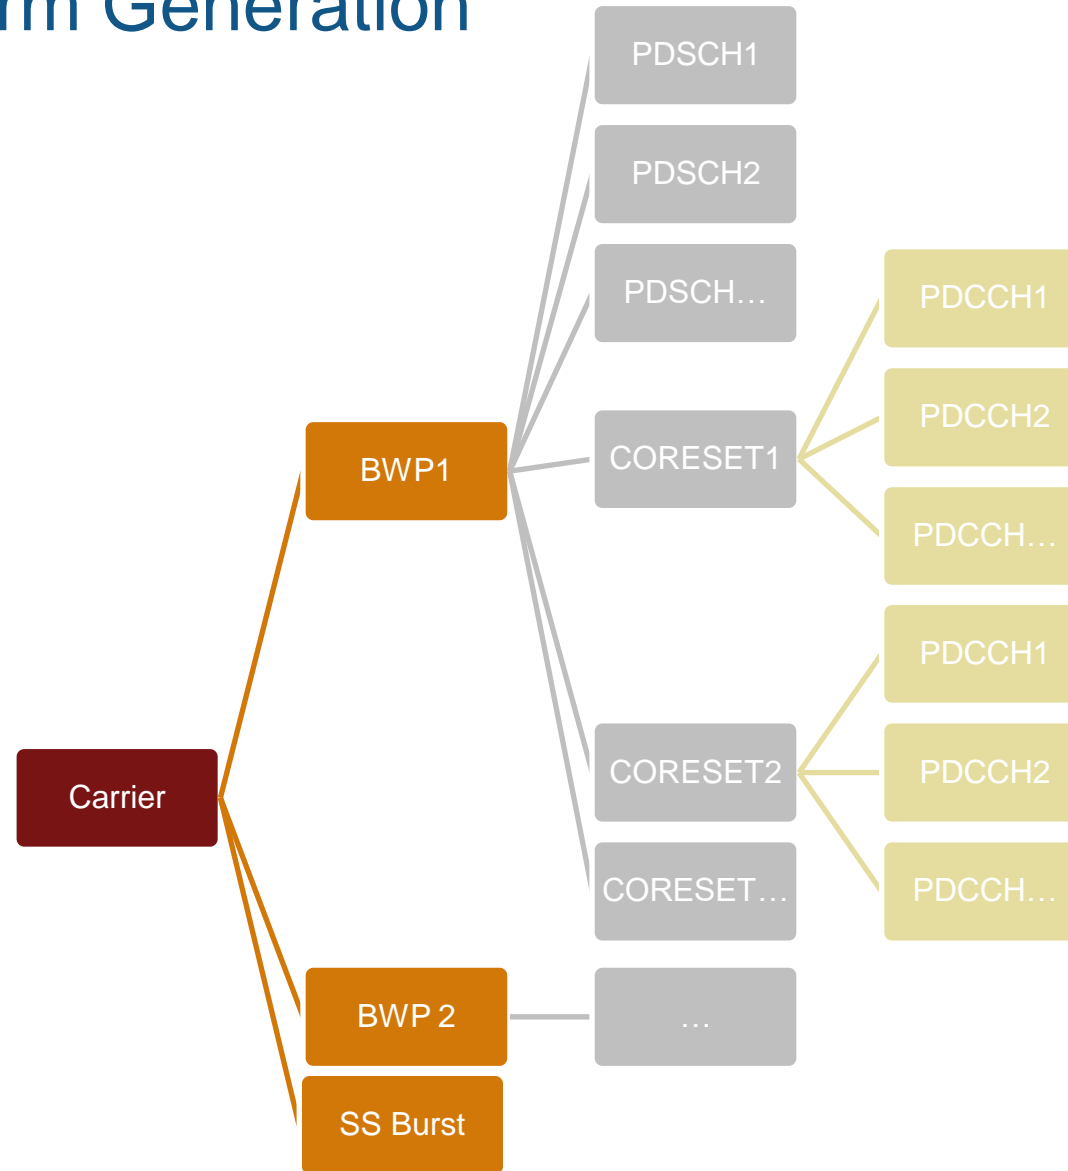 rm Generation
PDSCH1
PDSCH2
PDSCH…
PDCCH1
PDCCH2
BWP1
CORESET1
PDCCH…
PDCCH1
Carrier
CORESET2
PDCCH2
CORESET…
PDCCH…
BWP 2
…
SS Burst